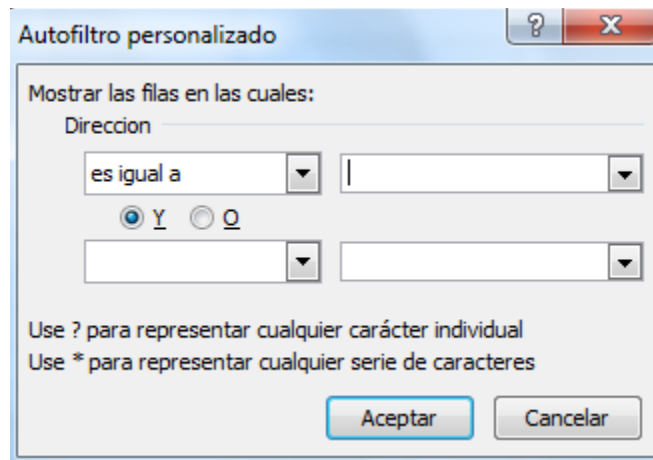 Autofiltro personalizado
Mostrar las filas en las cuales:
Direccion
es igual a
Y O
Use ? para representar cualquier carácter individual
Use * para representar cualquier serie de caracteres
Aceptar Cancelar